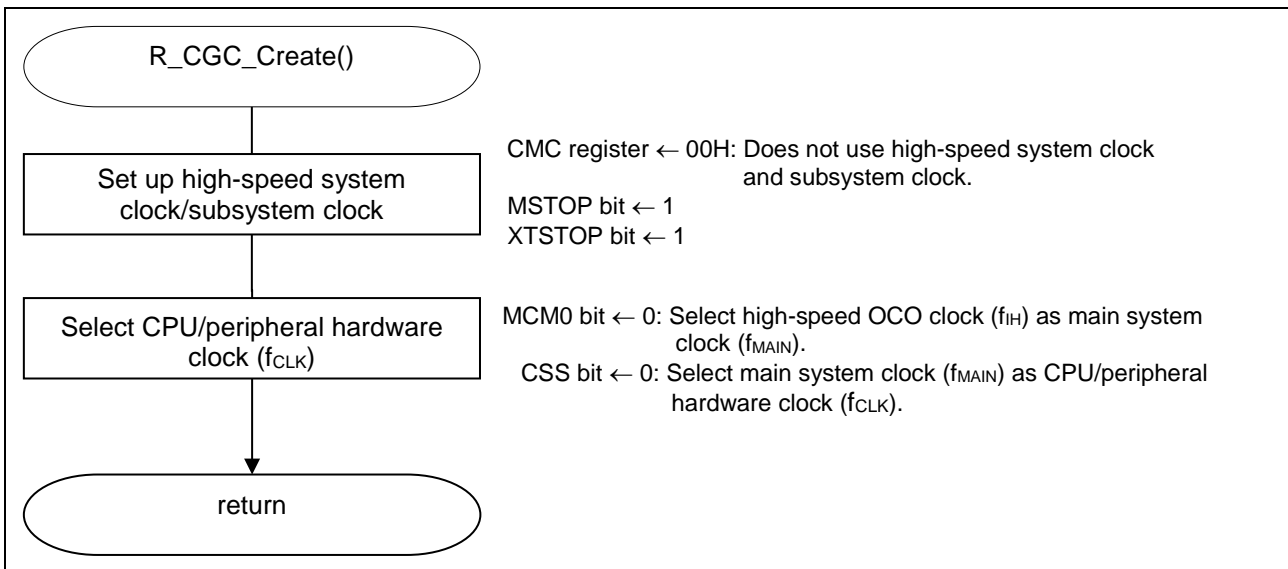 R_CGC_Create()
Set up high-speed system
clock/subsystem clock
CMC register ← 00H: Does not use high-speed system clock
and subsystem clock.
MSTOP bit ← 1
XTSTOP bit ← 1
Select CPU/peripheral hardware
clock (fCLK)
MCM0 bit ← 0: Select high-speed OCO clock (fIH) as main system
clock (fMAIN).
CSS bit ← 0: Select main system clock (fMAIN) as CPU/peripheral
hardware clock (fCLK).
return